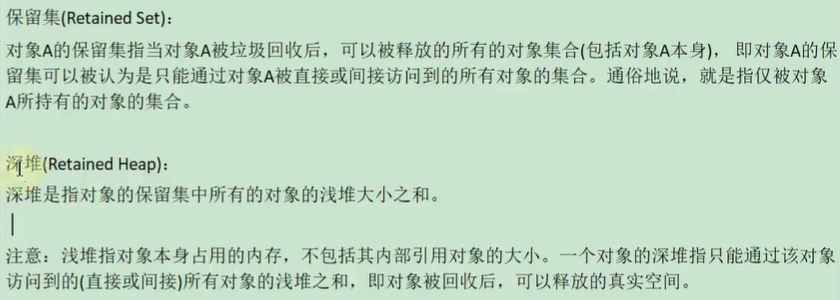 保留集(Retained Set)：
对象A的保留集指当对象A被垃圾回收后，可以被释放的所有的对象集合(包括对象A本身)，即对象A的保
留集可以被认为是只能通过对象A被直接或间接访问到的所有对象的集合。通俗地说，就是指仅被对象
A所持有的对象的集合。
深堆(Retained Heap)：
深堆是指对象的保留集中所有的对象的浅堆大小之和。
注意：浅堆指对象本身占用的内存，不包括其内部引用对象的大小。一个对象的深堆指只能通过该对象
访问到的(直接或间接)所有对象的浅堆之和，即对象被回收后，可以释放的真实空间。